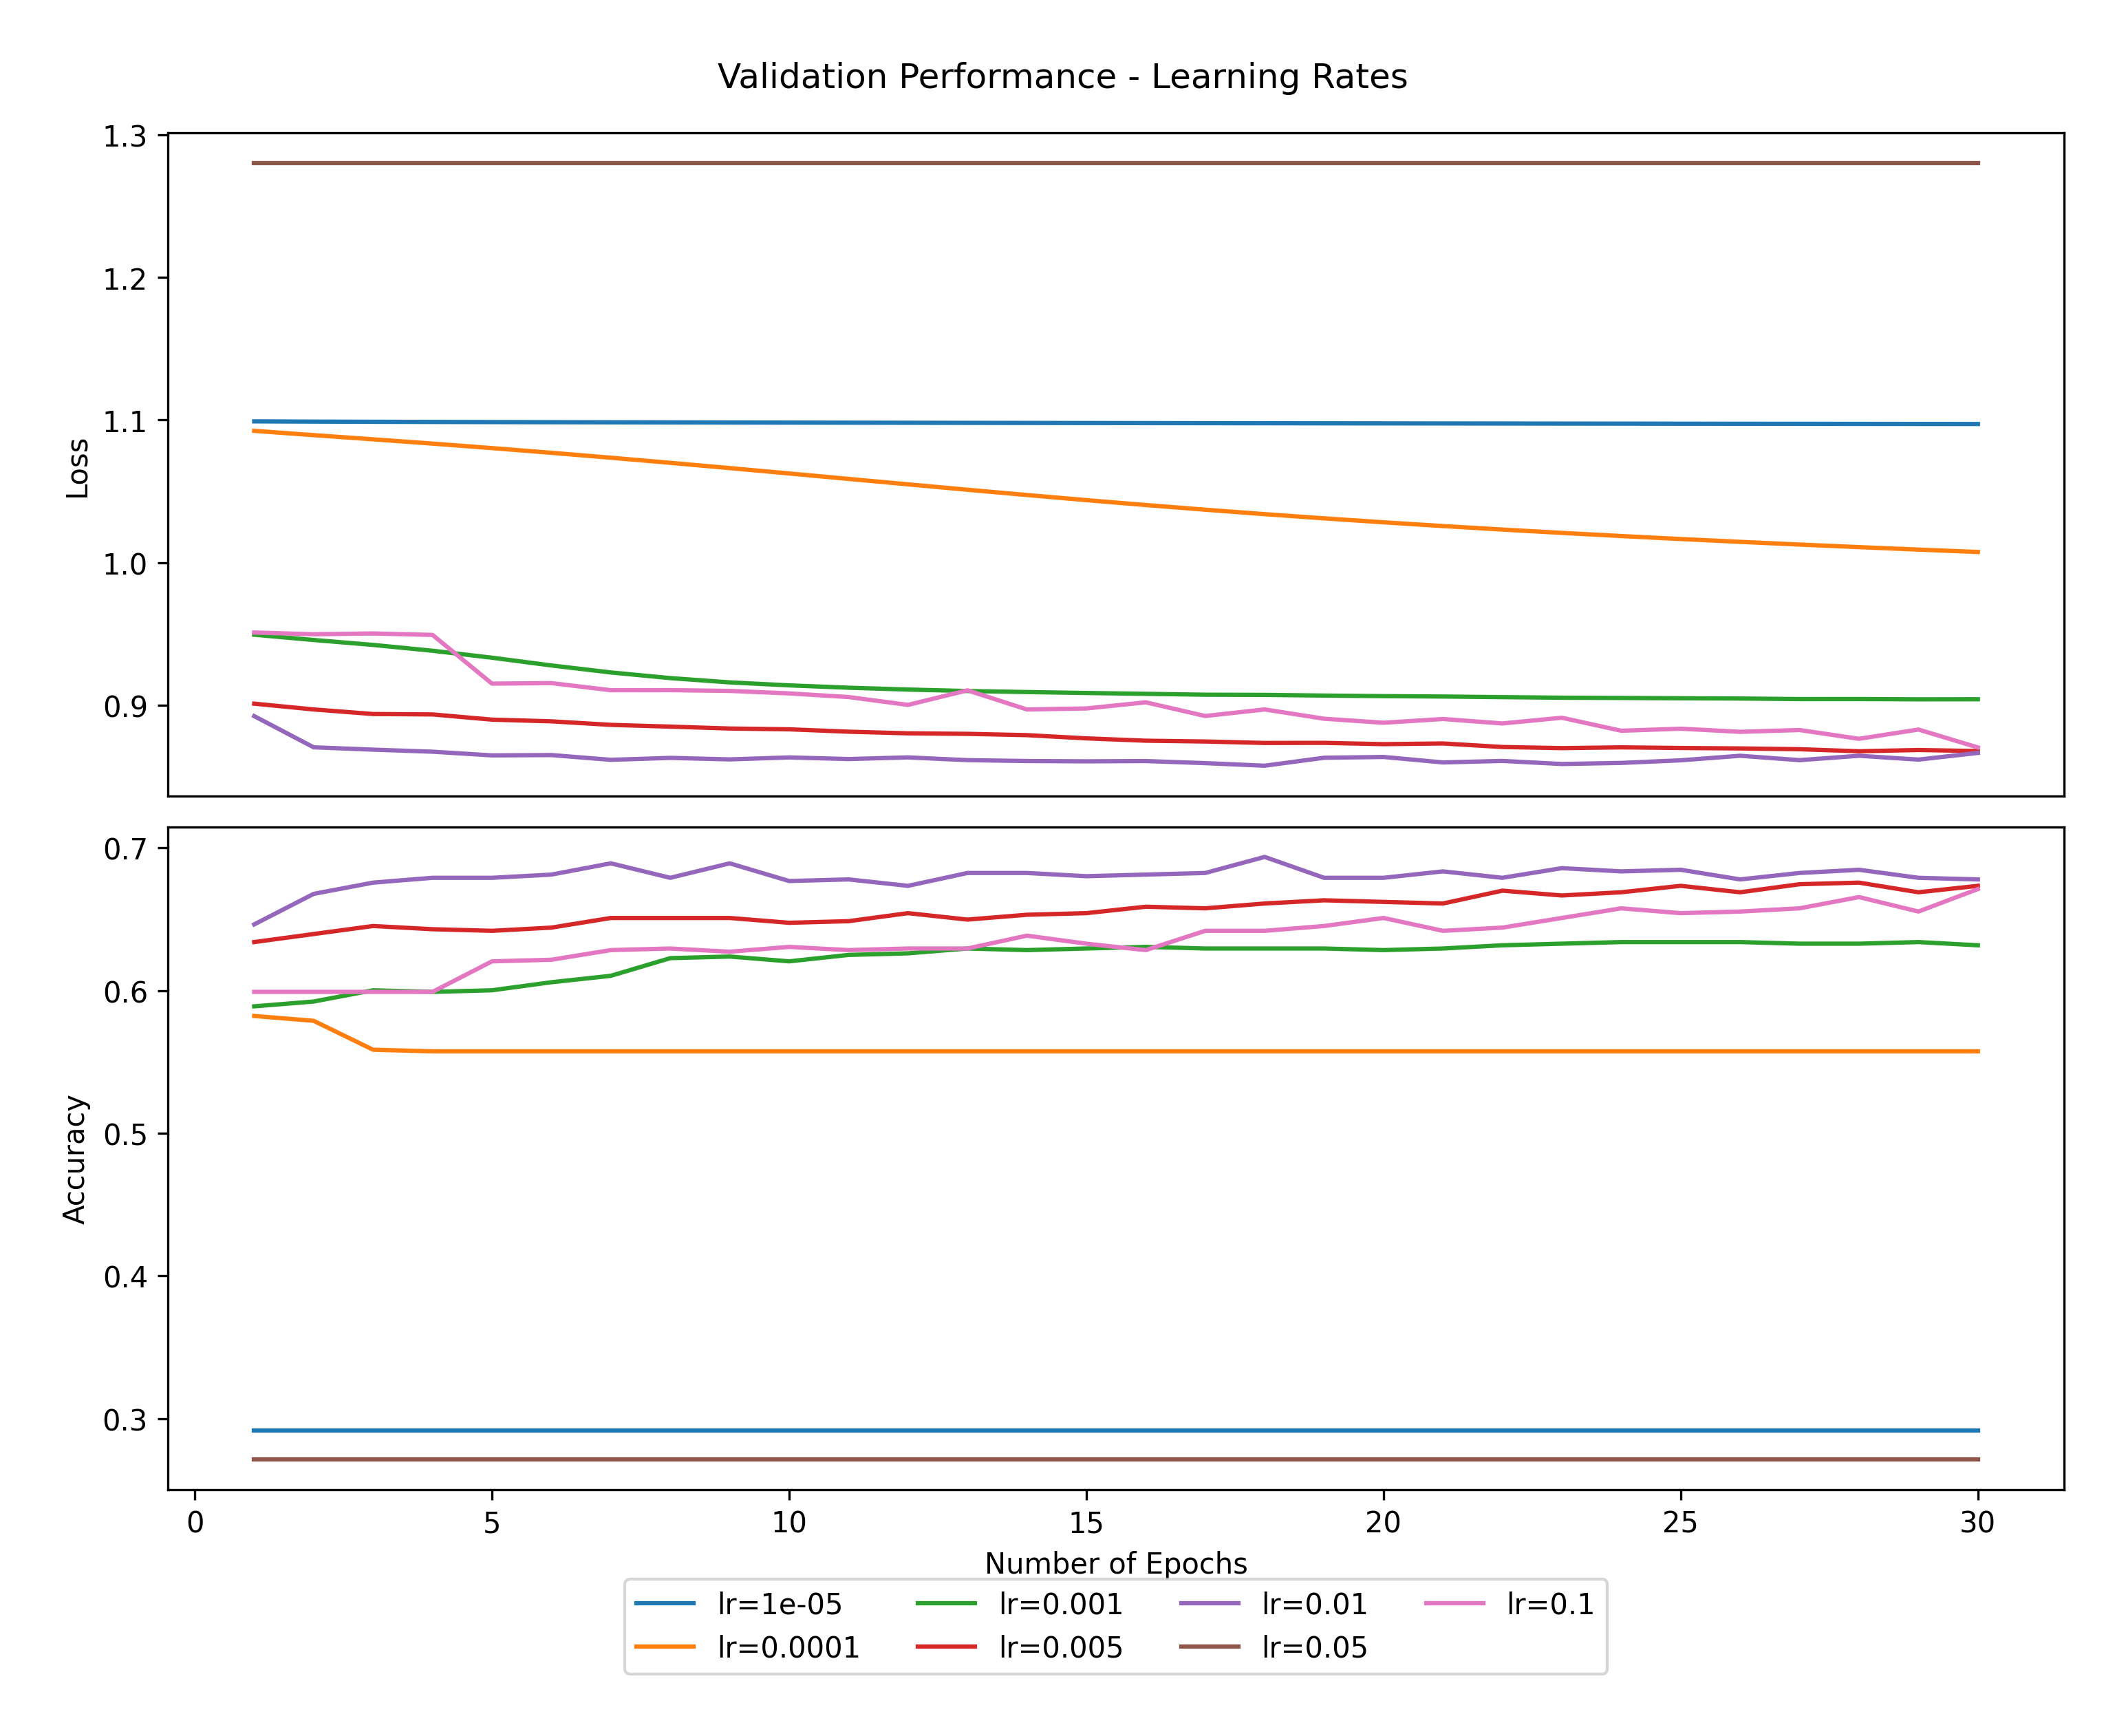 Validation Performance - Learning Rates
1.3
1.2
1.1
1.0
0.9
Loss
0.7
0.6
0.5
0.4
0.3
Accuracy
0 5 10 15 20 25 30
Number of Epochs
lr=1e-05 lr=0.001 lr=0.01 lr=0.1
lr=0.0001 lr=0.005 lr=0.05